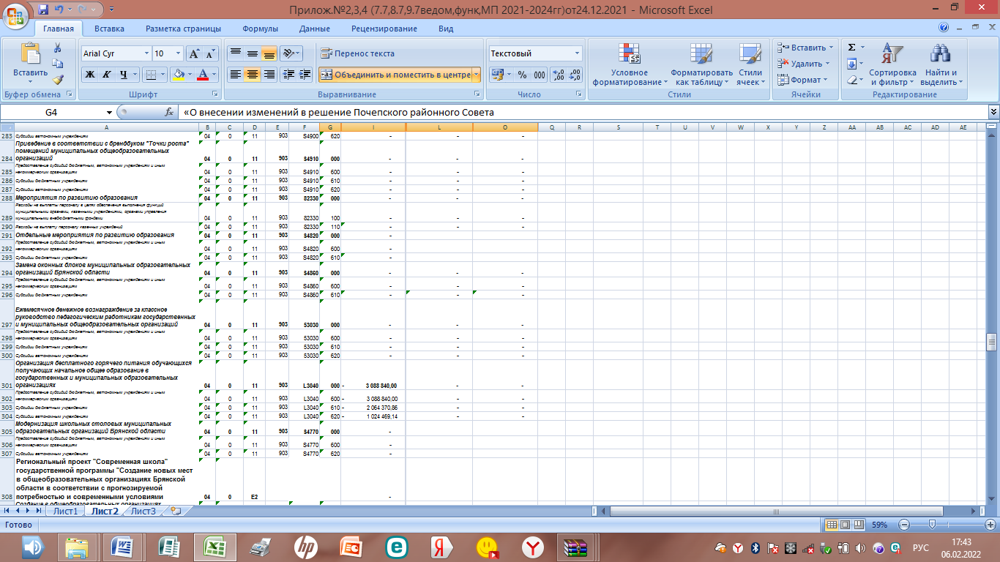 Прилож.№2,3,4 (7.7,8.7,9.7ведом,функ,МП 2021-2024гг)от24.12.2021 - Microsoft Excel
Главная Вставка Разметка страницы Формулы Данные Рецензирование Вид
Вставить
Буфер обмена
Arial Cyr 10
Ж К Ч
Шрифт
Перенос текста
Объединить и поместить в центре
Выравнивание
Текстовый
% 000
Число
Условное форматирование
Форматировать как таблицу
Стили ячеек
Стили
Вставить
Удалить
Формат
Ячейки
Σ
Сортировка и фильтр
Найти и выделить
Редактирование
G4 fx «О внесении изменений в решение Почепского районного Совета
A B C D E F G I L O Q R S T U V W X Y Z AA AB AC AD AE
283 Субсидии автономным учреждениям 04 0 11 903 S4900 620 - - -
Приведение в соответствии с брендбуком "Точки роста"
помещений муниципальных общеобразовательных
284 организаций 04 0 11 903 S4910 000 - - -
Предоставление субсидий бюджетным, автономным учреждениям и иным
285 некоммерческим организациям 04 0 11 903 S4910 600 - - -
286 Субсидии бюджетным учреждениям 04 0 11 903 S4910 610 - - -
287 Субсидии автономным учреждениям 04 0 11 903 S4910 620 - - -
288 Мероприятия по развитию образования 04 0 11 903 82330 000 - - -
Расходы на выплаты персоналу в целях обеспечения выполнения функций
муниципальными органами, казенными учреждениями, органами управления
289 муниципальными внебюджетными фондами 04 0 11 903 82330 100 - - -
290 Расходы на выплату персоналу казенных учреждений 04 0 11 903 82330 110 - - -
291 Отдельные мероприятия по развитию образования 04 0 11 903 S4820 000 -
Предоставление субсидий бюджетным, автономным учреждениям и иным
292 некоммерческим организациям 04 0 11 903 S4820 600 -
293 Субсидии бюджетным учреждениям 04 0 11 903 S4820 610 -
Замена оконных блоков муниципальных образовательных
294 организаций Брянской области 04 0 11 903 S4860 000 - - -
Предоставление субсидий бюджетным, автономным учреждениям и иным
295 некоммерческим организациям 04 0 11 903 S4860 600 - - -
296 Субсидии бюджетным учреждениям 04 0 11 903 S4860 610 - - -
Ежемесячное денежное вознаграждение за классное
руководство педагогическим работникам государственных
297 и муниципальных общеобразовательных организаций 04 0 11 903 53030 000 - - -
Предоставление субсидий бюджетным, автономным учреждениям и иным
298 некоммерческим организациям 04 0 11 903 53030 600 - - -
299 Субсидии бюджетным учреждениям 04 0 11 903 53030 610 - - -
300 Субсидии автономным учреждениям 04 0 11 903 53030 620 - - -
Организация бесплатного горячего питания обучающихся
получающих начальное общее образование в
государственных и муниципальных образовательных
301 организациях 04 0 11 903 L3040 000 - 3 088 840,00 - -
Предоставление субсидий бюджетным, автономным учреждениям и иным
302 некоммерческим организациям 04 0 11 903 L3040 600 - 3 088 840,00 - -
303 Субсидии бюджетным учреждениям 04 0 11 903 L3040 610 - 2 064 370,86 - -
304 Субсидии автономным учреждениям 04 0 11 903 L3040 620 - 1 024 469,14 - -
Модернизация школьных столовых муниципальных
305 образовательных организаций Брянской области 04 0 11 903 S4770 000 -
Предоставление субсидий бюджетным, автономным учреждениям и иным
306 некоммерческим организациям 04 0 11 903 S4770 600 -
307 Субсидии автономным учреждениям 04 0 11 903 S4770 620 -
Региональный проект "Современная школа"
государственной программы "Создание новых мест
в общеобразовательных организациях Брянской
области в соответствии с прогнозируемой
308 потребностью и современными условиями 04 0 E2 -
Создание в общеобразовательных организациях
Лист1 Лист2 Лист3
Готово 59%
РУС 17:43
06.02.2022